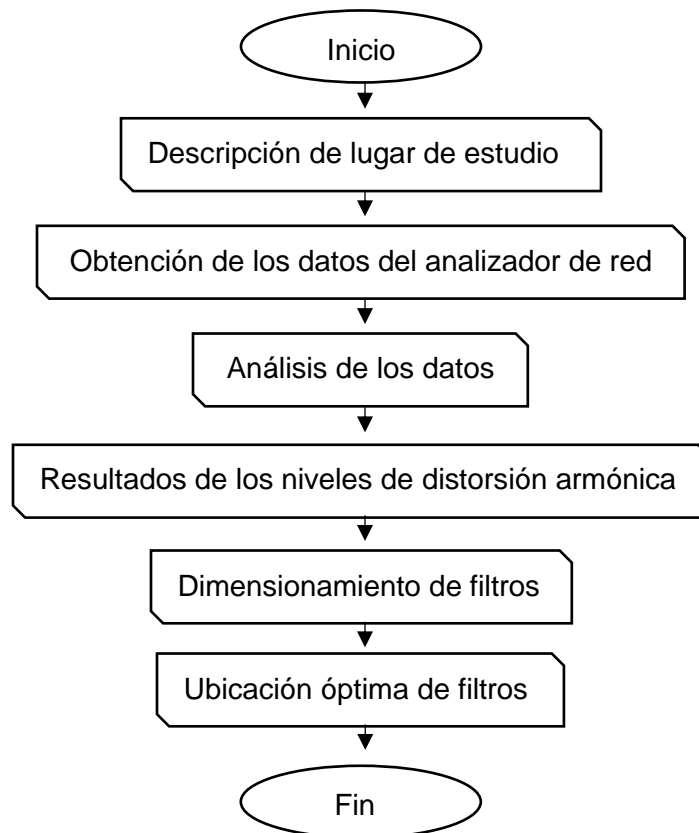 Inicio
Descripción de lugar de estudio
Obtención de los datos del analizador de red
Análisis de los datos
Resultados de los niveles de distorsión armónica
Dimensionamiento de filtros
Ubicación óptima de filtros
Fin